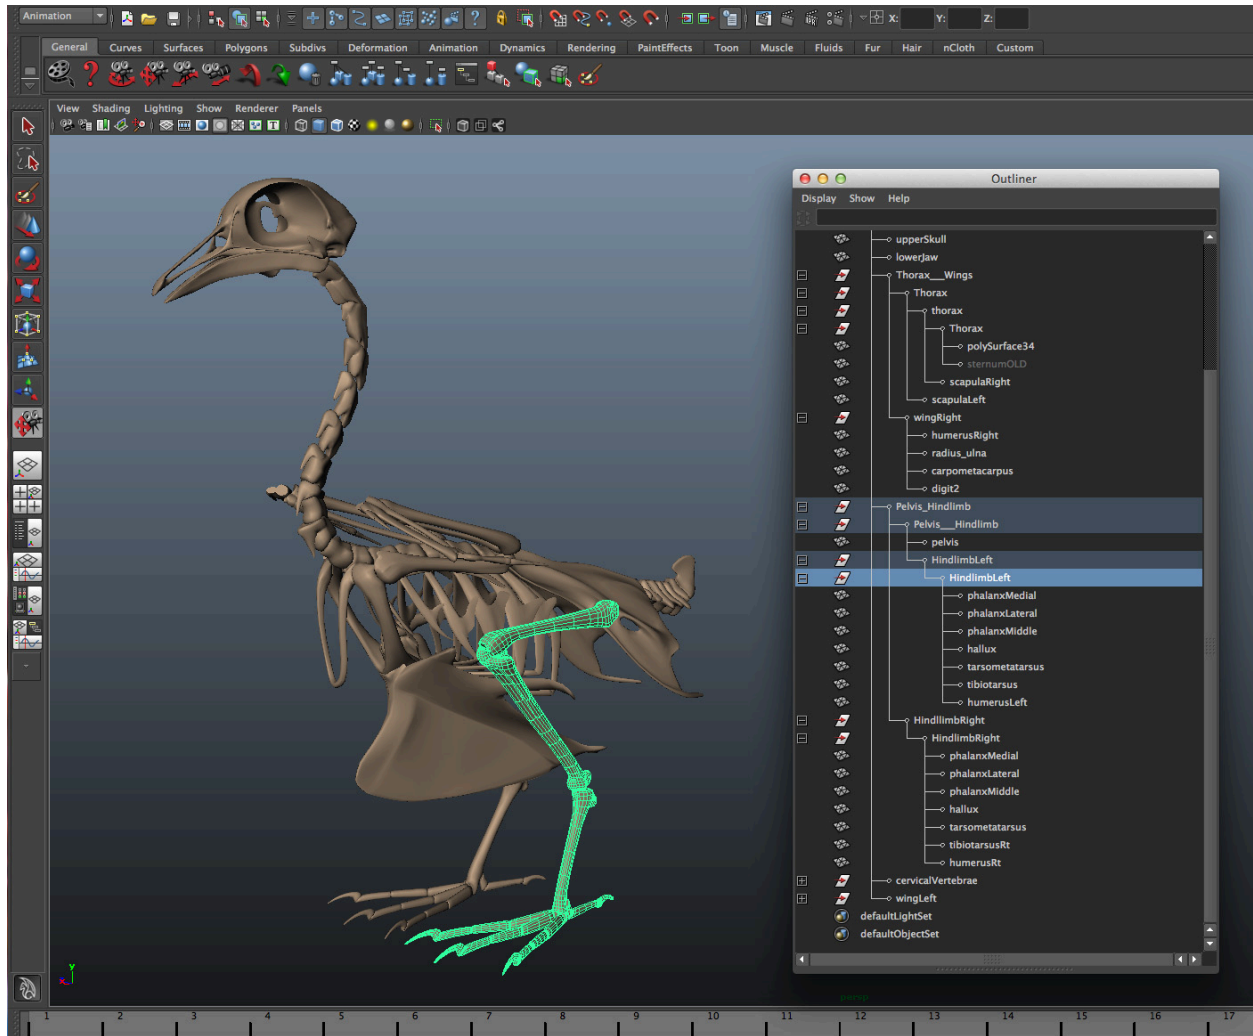 Animation X: Y: Z:
General Curves Surfaces Polygons Subdivs Deformation Animation Dynamics Rendering PaintEffects Toon Muscle Fluids Fur Hair nCloth Custom
View Shading Lighting Show Renderer Panels
Outliner
Display Show Help
upperSkull
lowerJaw
Thorax___Wings
Thorax
thorax
Thorax
polySurface34
sternumOLD
scapulaRight
scapulaLeft
wingRight
humerusRight
radius_ulna
carpometacarpus
digit2
Pelvis_Hindlimb
Pelvis___Hindlimb
pelvis
HindlimbLeft
HindlimbLeft
phalanxMedial
phalanxLateral
phalanxMiddle
hallux
tarsometatarsus
tibiotarsus
humerusLeft
HindllimbRight
HindlimbRight
phalanxMedial
phalanxLateral
phalanxMiddle
hallux
tarsometatarsus
tibiotarsusRt
humerusRt
cervicalVertebrae
wingLeft
defaultLightSet
defaultObjectSet
Y
X
persp
1 2 3 4 5 6 7 8 9 10 11 12 13 14 15 16 17